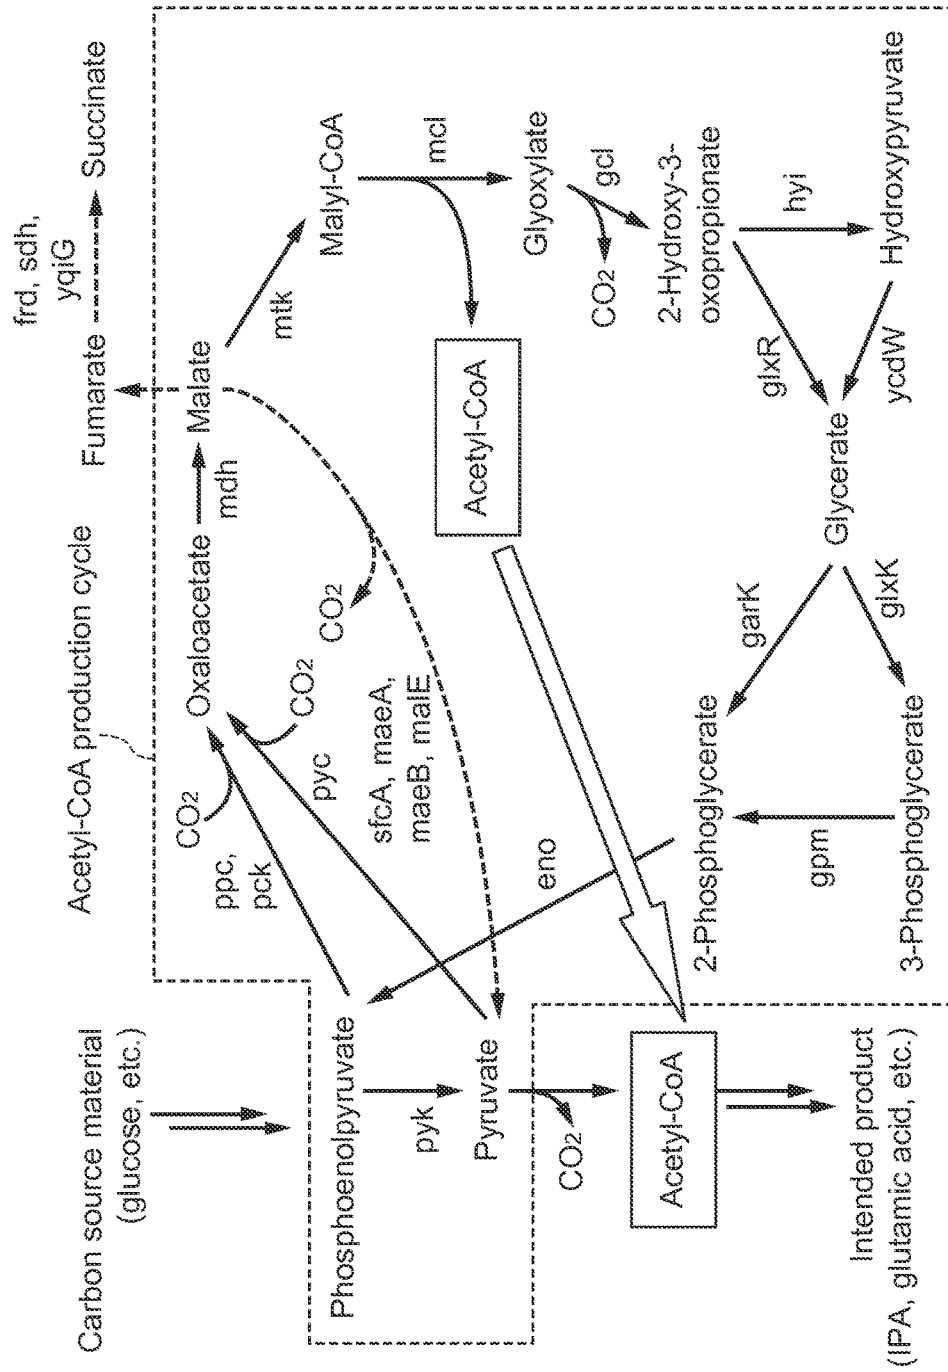 Carbon source material
(glucose, etc.)
Acetyl-CoA production cycle
frd, sdh,
yqiG
Fumarate
Succinate
Phosphoenolpyruvate
ppc,
pck
CO2
Oxaloacetate
mdh
Malate
mtk
Malyl-CoA
pyk
pyc
CO2
CO2
sfcA, maeA,
maeB, malE
mcl
Pyruvate
CO2
eno
Acetyl-CoA
Glyoxylate
gcl
CO2
Acetyl-CoA
2-Phosphoglycerate
garK
glxR
2-Hydroxy-3-
oxopropionate
hyi
gpm
Glycerate
glxK
ycdW
3-Phosphoglycerate
Hydroxypyruvate
Intended product
(IPA, glutamic acid, etc.)